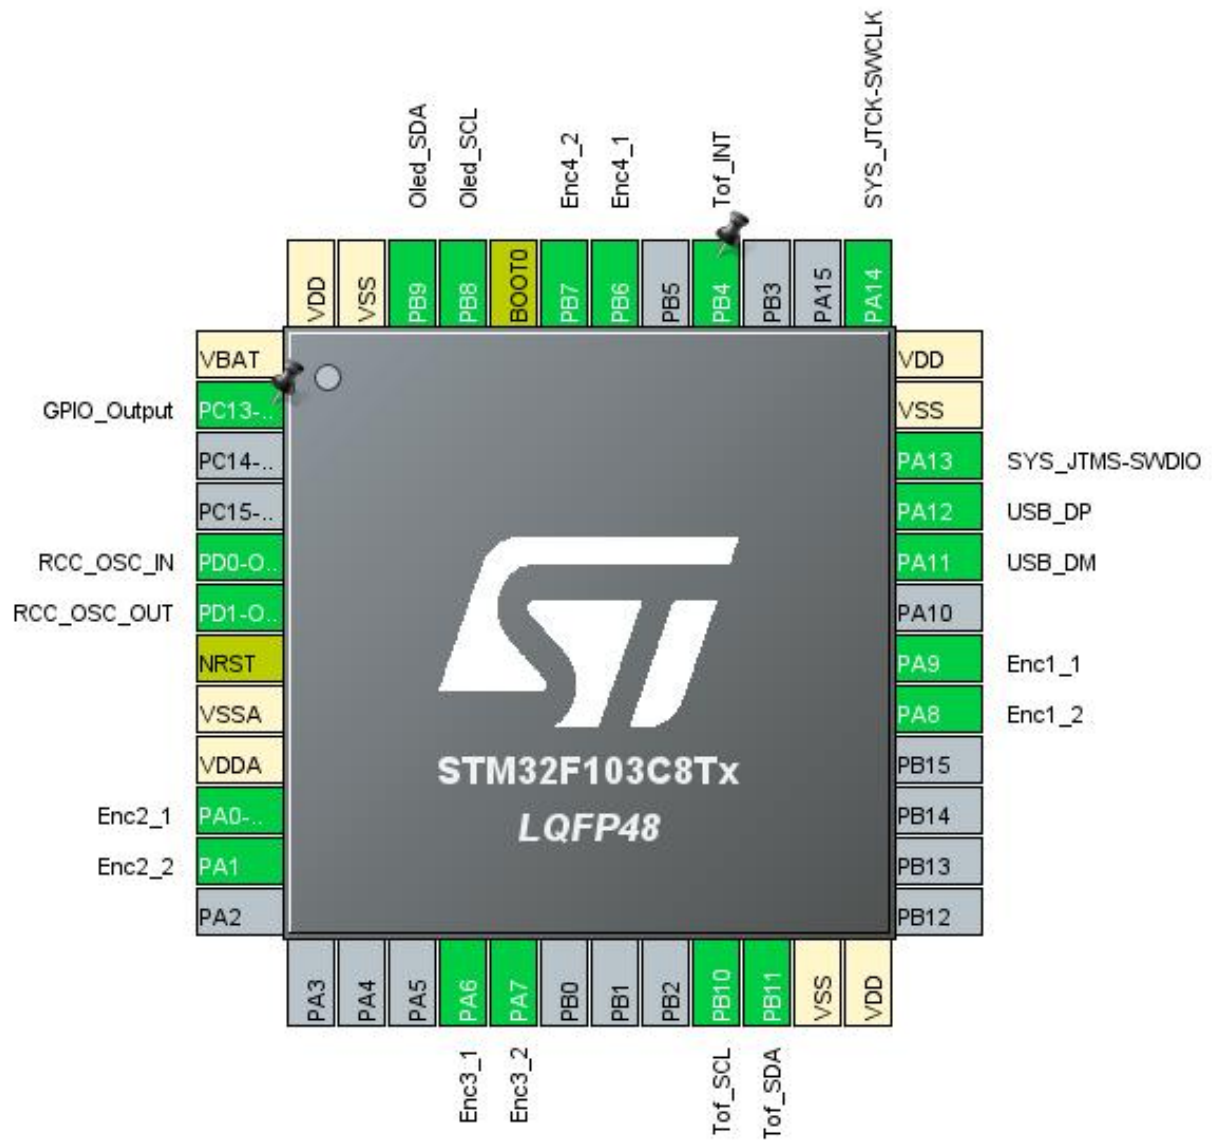 Oled_SDA
Oled_SCL
Enc4_2
Enc4_1
Tof_INT
SYS_JTCK-SWCLK
VDD
VSS
PB9
PB8
BOOT0
PB7
PB6
PB5
PB4
PB3
PA15
PA14
VBAT
GPIO_Output PC13-..
PC14-..
PC15-..
RCC_OSC_IN PD0-O..
RCC_OSC_OUT PD1-O..
NRST
VSSA
VDDA
Enc2_1 PA0-..
Enc2_2 PA1
PA2
STM32F103C8Tx
LQFP48
VDD
VSS
PA13 SYS_JTMS-SWDIO
PA12 USB_DP
PA11 USB_DM
PA10
PA9 Enc1_1
PA8 Enc1_2
PB15
PB14
PB13
PB12
PA3
PA4
PA5
PA6
PA7
PB0
PB1
PB2
PB10
PB11
VSS
VDD
Enc3_1
Enc3_2
Tof_SCL
Tof_SDA